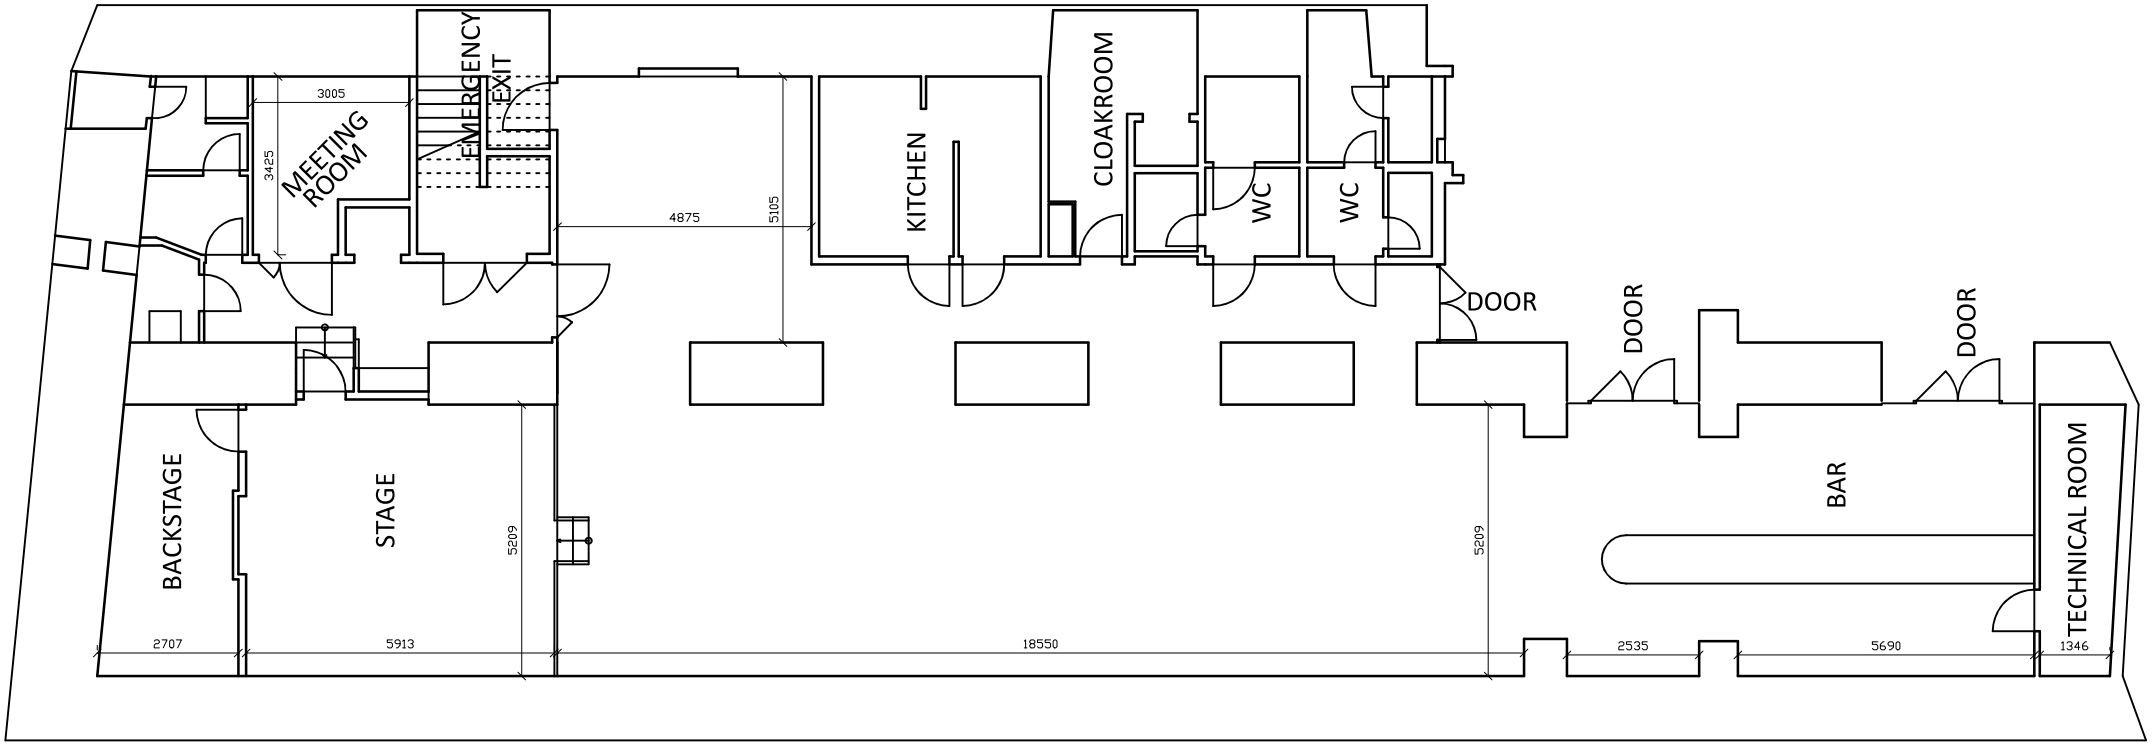 EMERGENCY
EXIT
3005
MEETING
ROOM
3425
CLOAKROOM
KITCHEN
WC
WC
4875
5105
DOOR
DOOR
DOOR
BACKSTAGE
STAGE
5209
5209
BAR
TECHNICAL ROOM
2707
5913
18550
2535
5690
1346